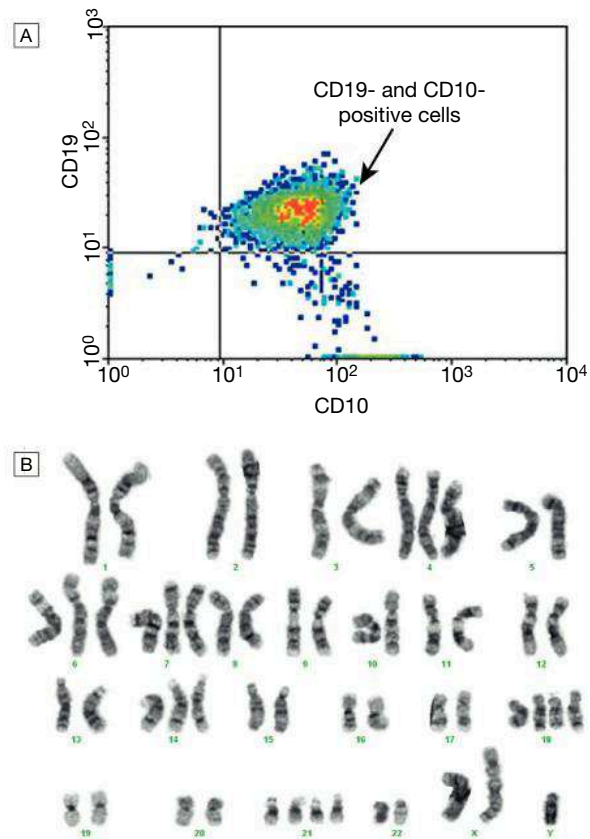 A
10³
10²
10¹
10⁰
CD19
CD19- and CD10-
positive cells
10⁰ 10¹ 10² 10³ 10⁴
CD10
B
1 2 3 4 5
6 7 8 9 10 11 12
13 14 15 16 17 18
19 20 21 22 X Y